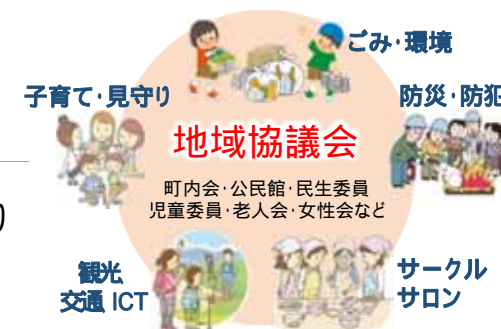 ごみ・環境
子育て・見守り
防災・防犯
地域協議会
町内会・公民館・民生委員
児童委員・老人会・女性会など
り
観光
交通 ICT
サークル
サロン